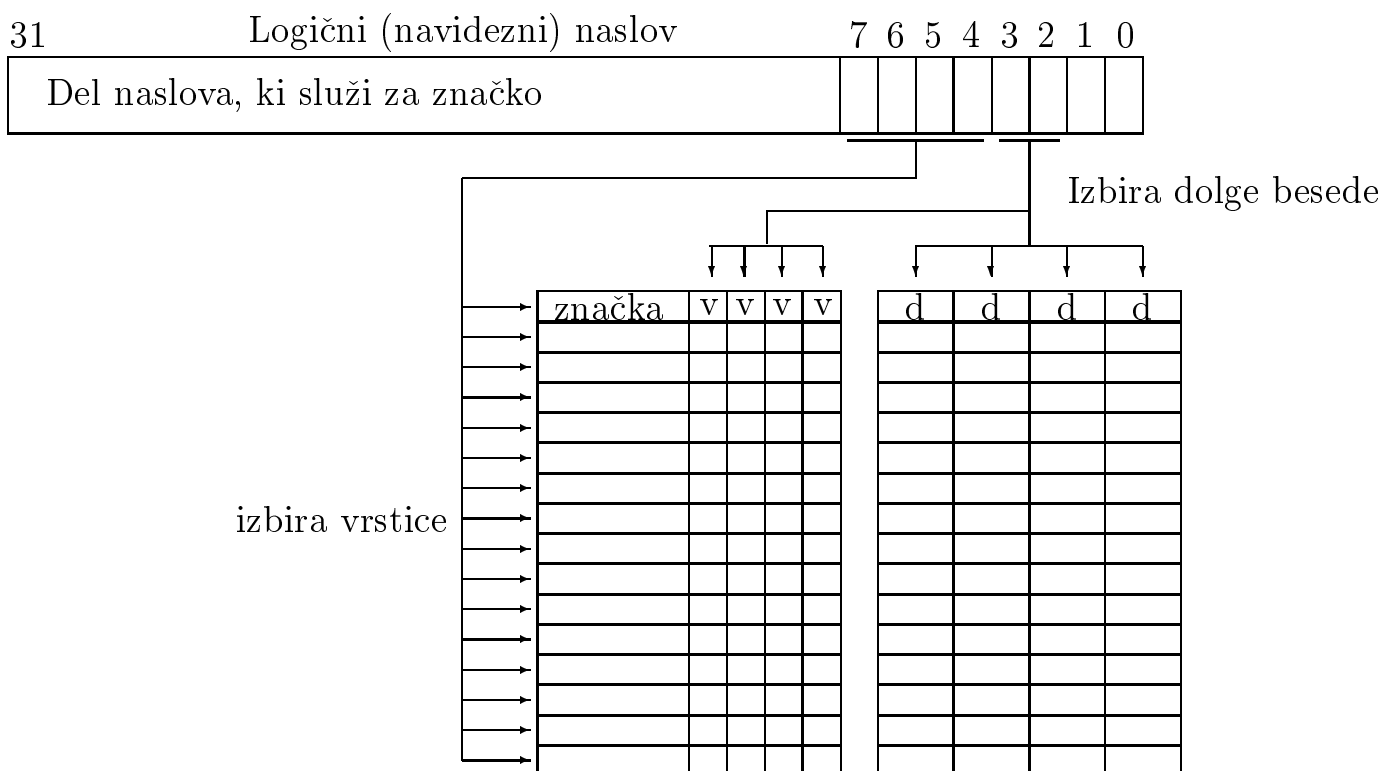 31 Logični (navidezni) naslov 7 6 5 4 3 2 1 0
Del naslova, ki služi za značko
Izbira dolge besede
značka v v v v d d d d
izbira vrstice